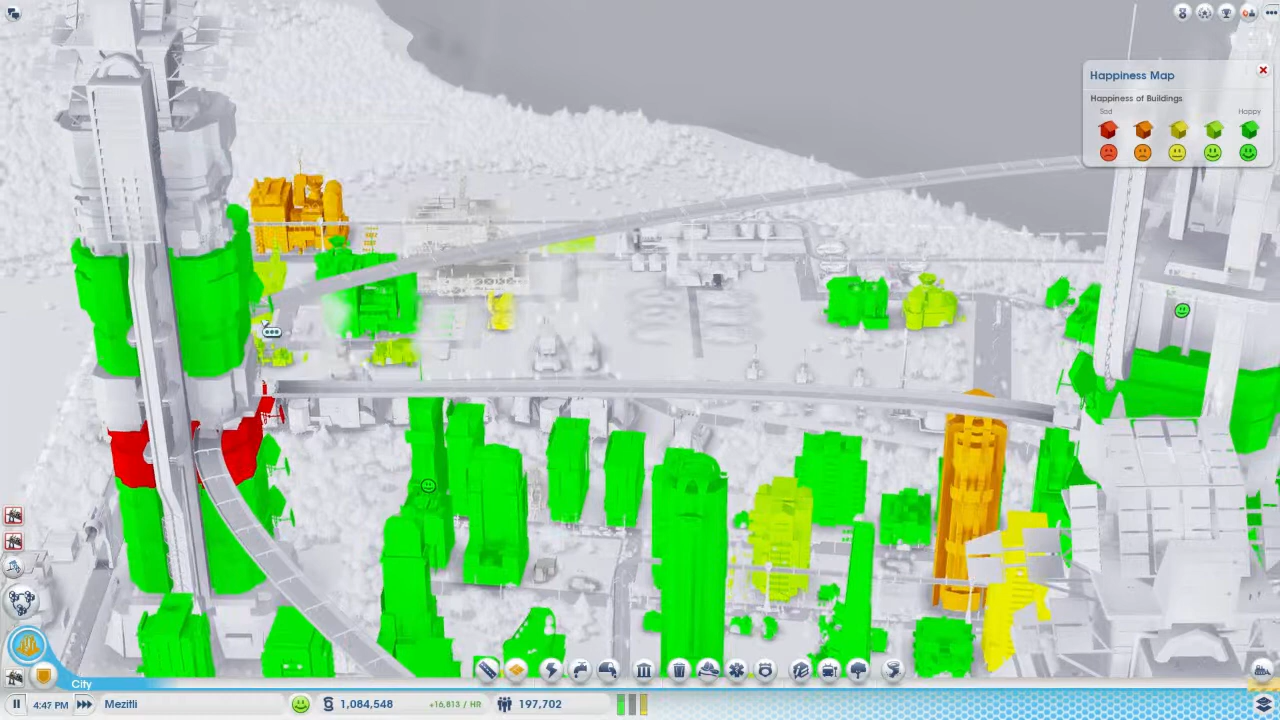 Happiness Map
Happiness of Buildings
Sad Happy
City
4:47 PM Mezitli 1,084,548 +16,813 / HR 197,702